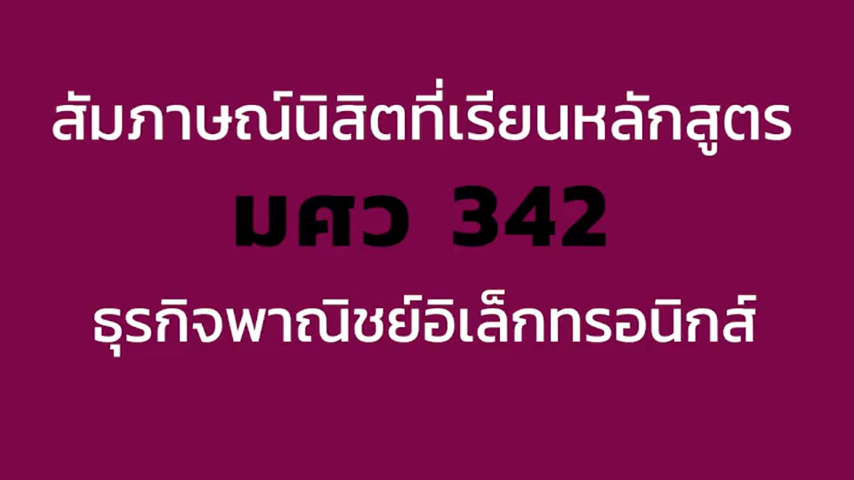 สัมภาษณ์นิสิตที่เรียนหลักสูตร
มศว 342
ธุรกิจพาณิชย์อิเล็กทรอนิกส์